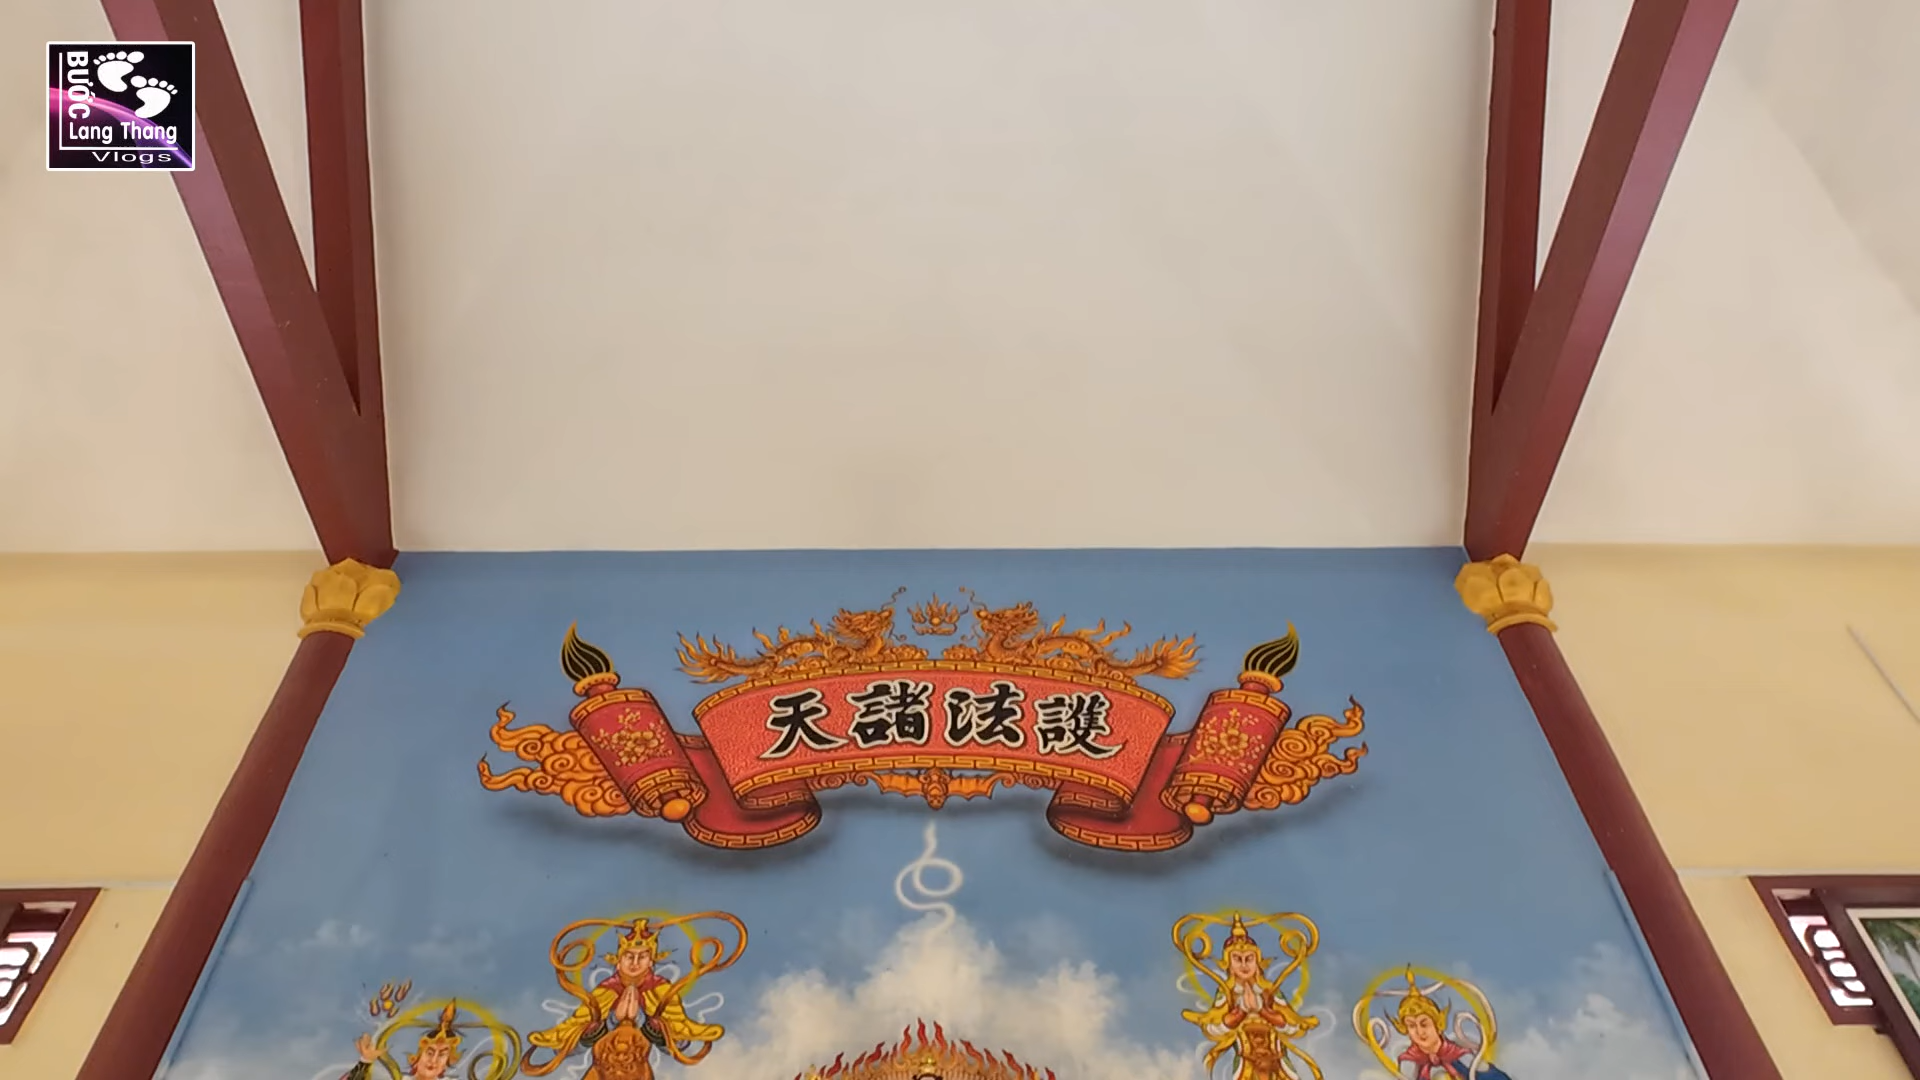 BƯỚC
Lang Thang
Vlogs
護法諸天